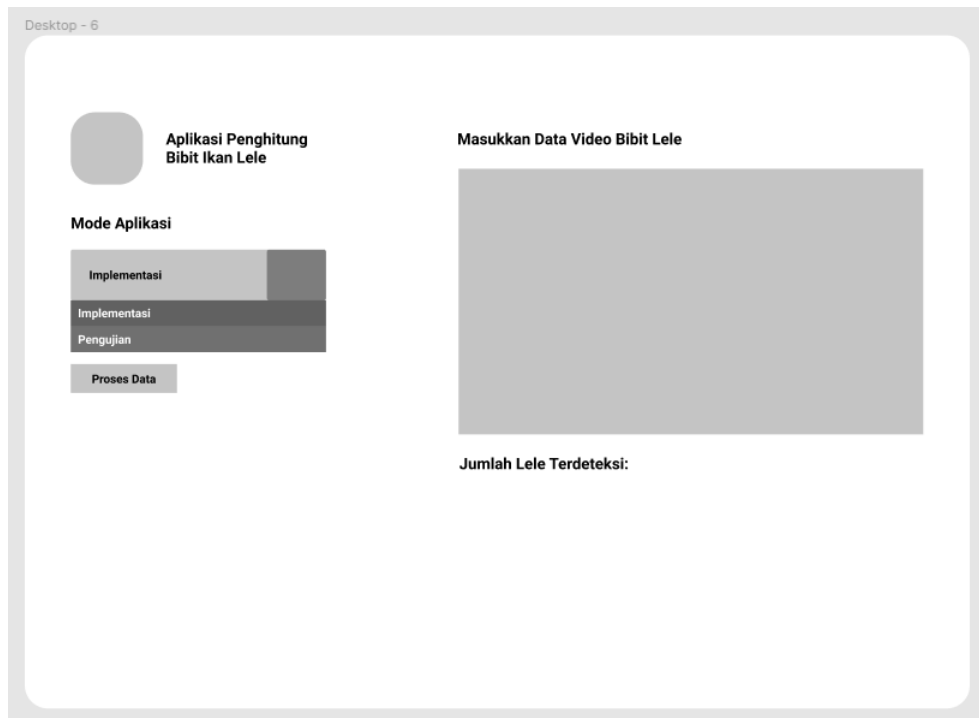 Desktop - 6
Aplikasi Penghitung
Bibit Ikan Lele
Mode Aplikasi
Implementasi
Implementasi
Pengujian
Proses Data
Masukkan Data Video Bibit Lele
Jumlah Lele Terdeteksi: